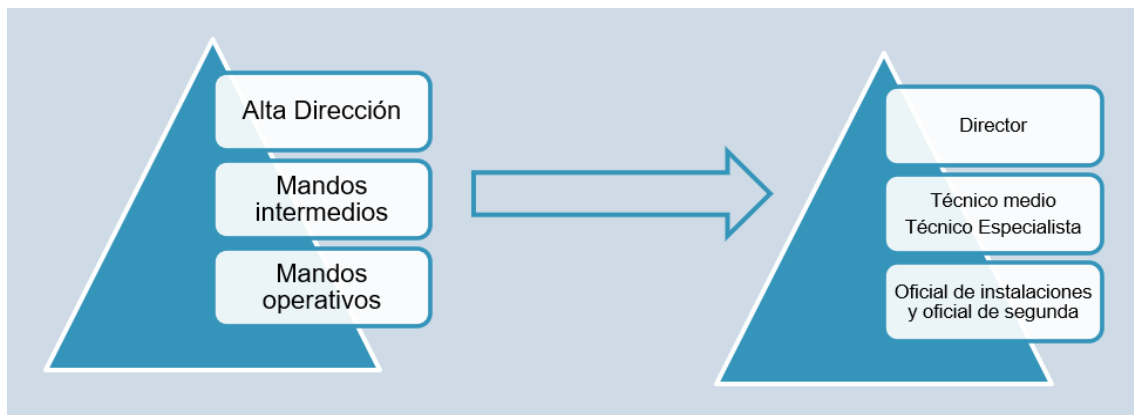 Alta Dirección
Mandos
intermedios
Mandos
operativos
Director
Técnico medio
Técnico Especialista
Oficial de instalaciones
y oficial de segunda